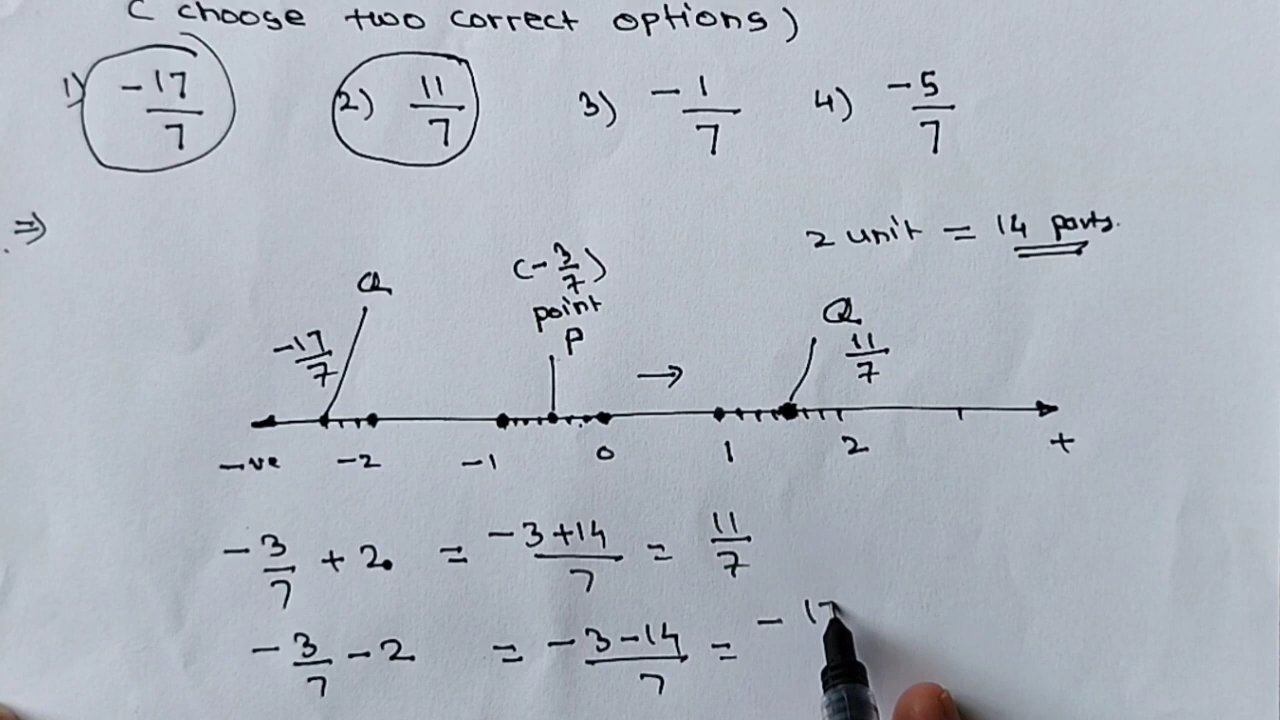 ( choose two correct options)
1) -17/7 2) 11/7 3) -1/7 4) -5/7
⇒ 2 unit = 14 parts.
(-3/7)
Q point Q
-17/7 P → 11/7
-ve -2 -1 0 1 2 +
-3/7 + 2. = -3+14/7 = 11/7
-3/7 - 2 = -3-14/7 = -17